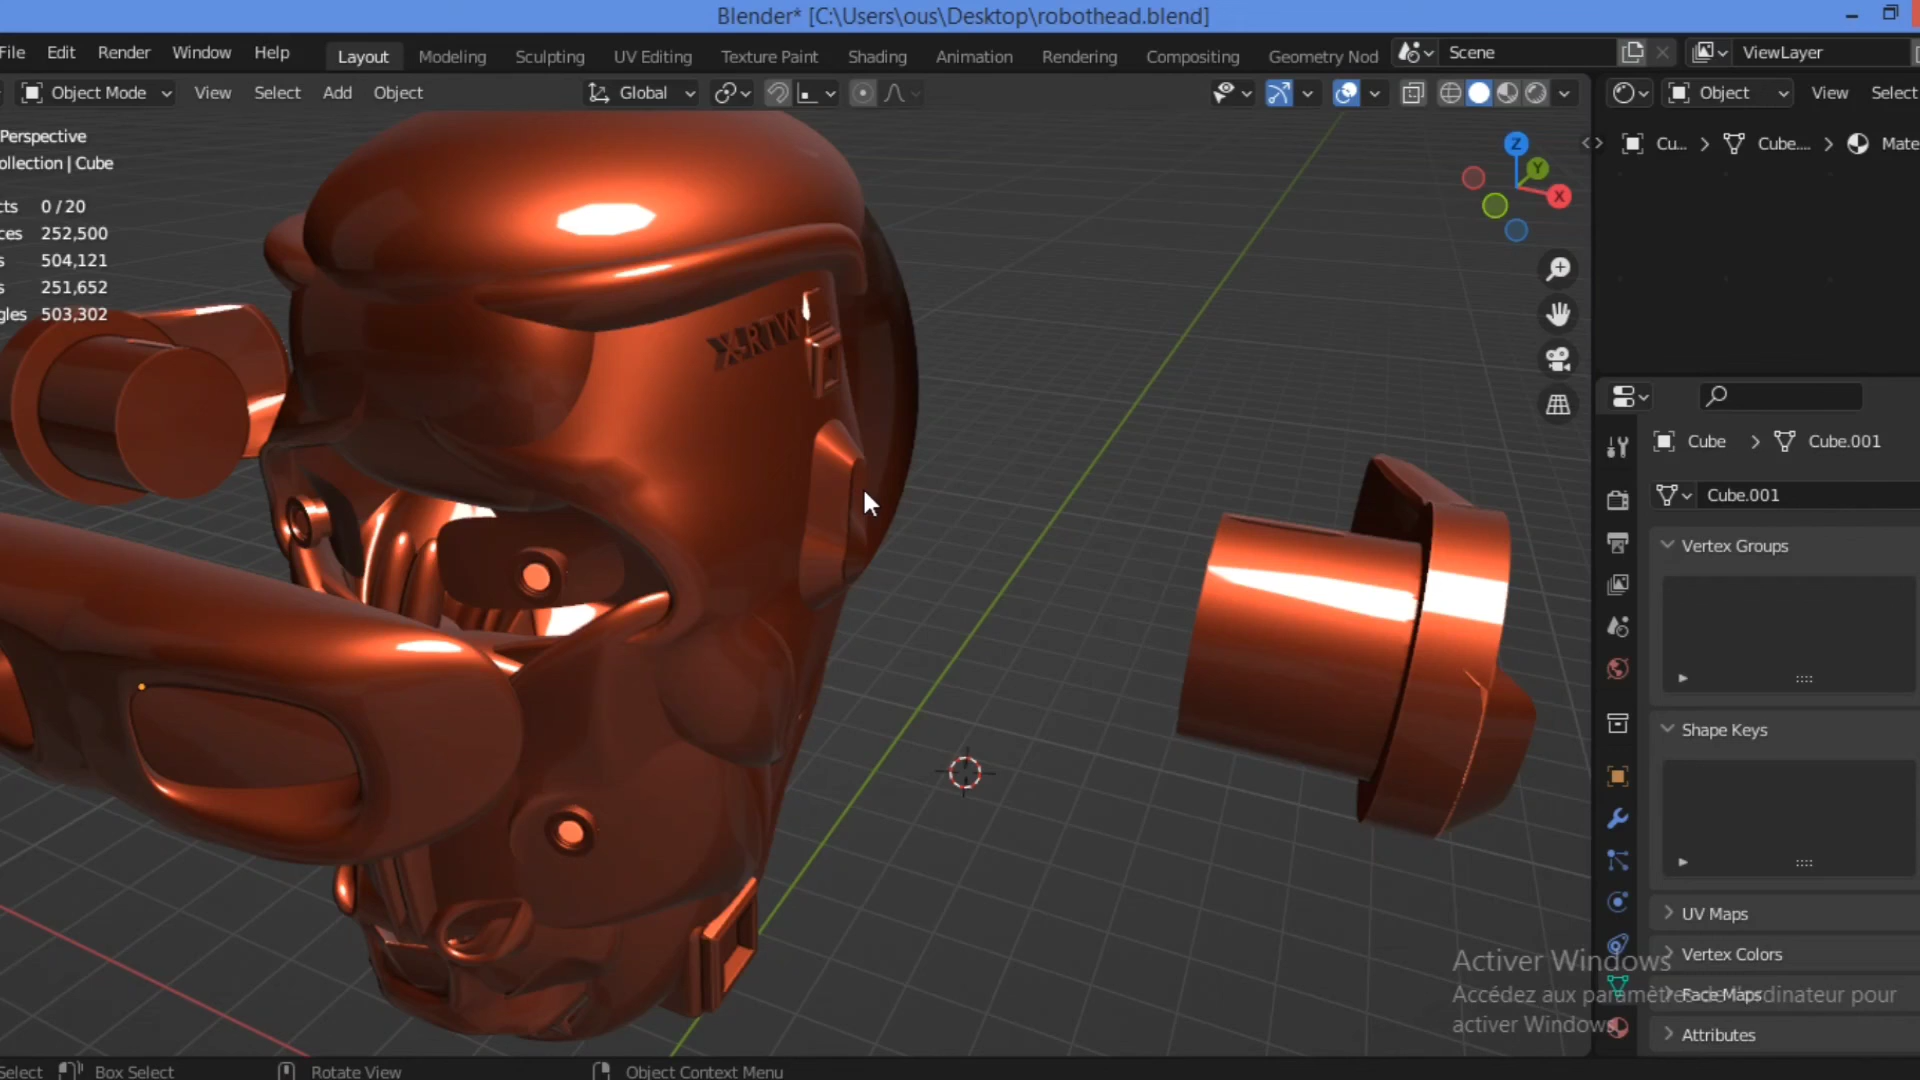 Blender* [C:\Users\ous\Desktop\robothead.blend]
File Edit Render Window Help Layout Modeling Sculpting UV Editing Texture Paint Shading Animation Rendering Compositing Geometry Nod Scene ViewLayer
Object Mode View Select Add Object Global Object View Select
Perspective
ollection | Cube
Cu... Cube.... Mate
cts 0 / 20
ces 252,500
s 504,121
s 251,652
gles 503,302
Z
Y
X
X-RTW
Cube Cube.001
Cube.001
Vertex Groups
Shape Keys
UV Maps
Vertex Colors
Face Maps
Attributes
Activer Windows
Accédez aux paramètres de l'ordinateur pour
activer Windows.
Select Box Select Rotate View Object Context Menu